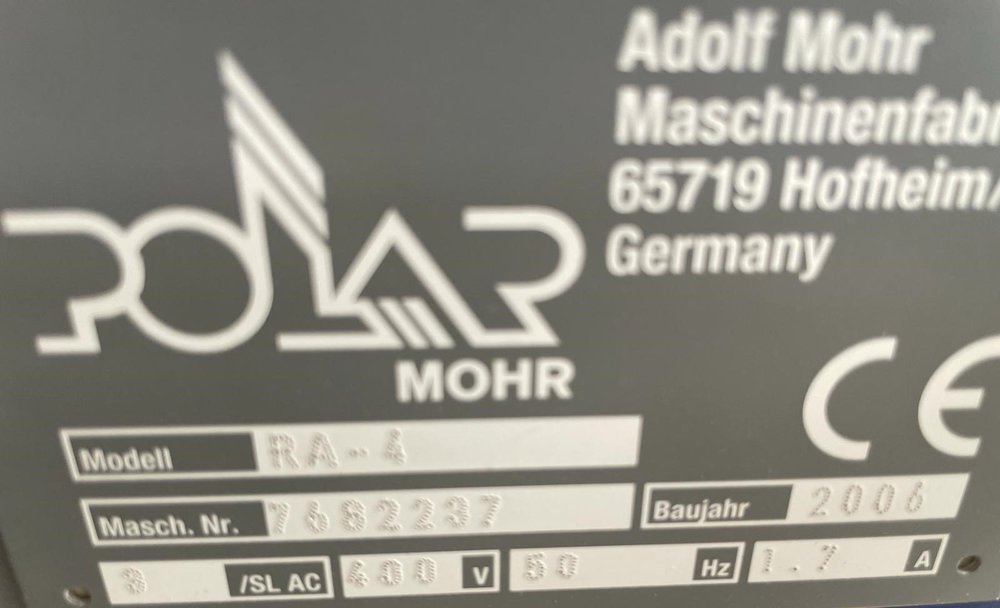 POLAR
MOHR
Adolf Mohr
Maschinenfab
65719 Hofheim/
Germany
CE
Modell RA-4
Masch. Nr. 7682237
Baujahr 2006
3 /SL AC 400 V 50 Hz 1.7 A